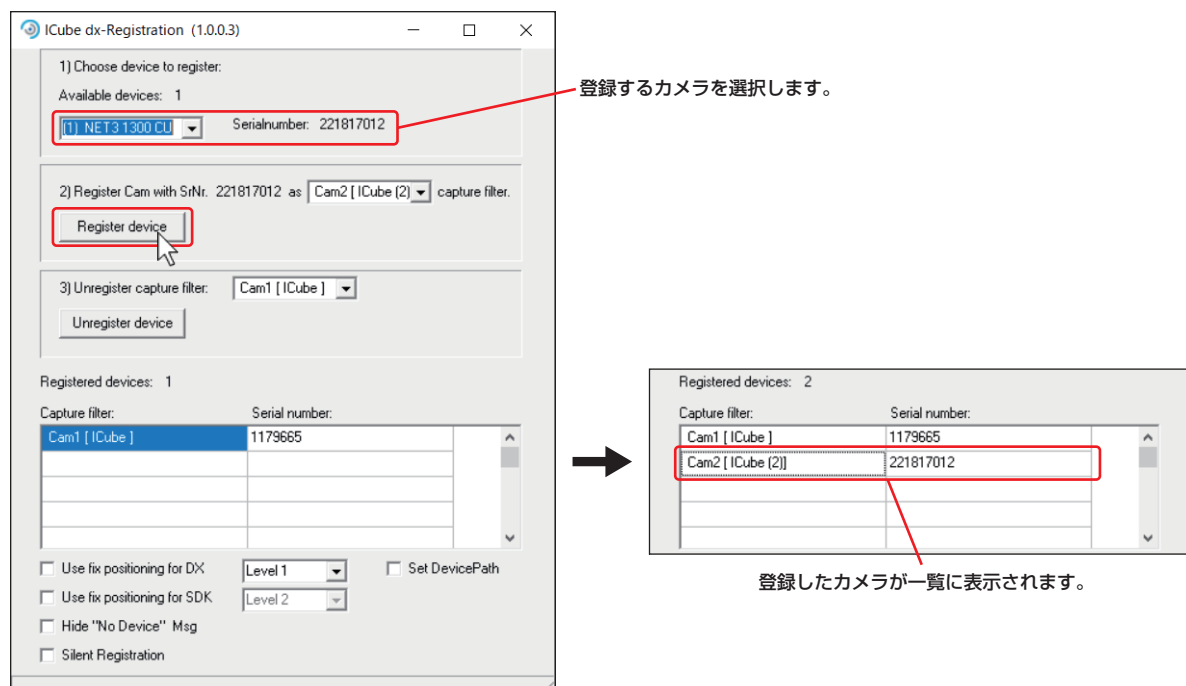 ICube dx-Registration (1.0.0.3)
1) Choose device to register:
Available devices: 1
(1) NET3 1300 CU Serialnumber: 221817012
登録するカメラを選択します。
2) Register Cam with SrNr. 221817012 as Cam2 [ ICube (2) capture filter.
Register device
3) Unregister capture filter: Cam1 [ ICube ]
Unregister device
Registered devices: 1
Capture filter: Serial number:
Cam1 [ ICube ] 1179665
Use fix positioning for DX Level 1 Set DevicePath
Use fix positioning for SDK Level 2
Hide "No Device" Msg
Silent Registration
Registered devices: 2
Capture filter: Serial number:
Cam1 [ ICube ] 1179665
Cam2 [ ICube (2)] 221817012
登録したカメラが一覧に表示されます。